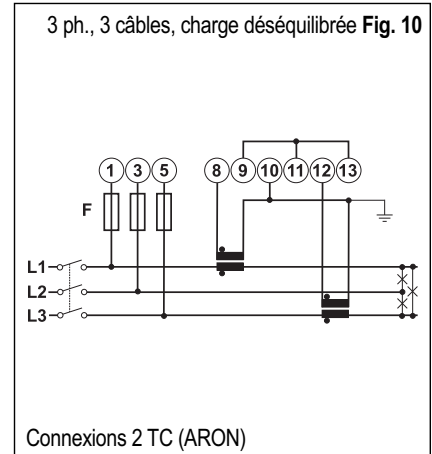 3 ph., 3 câbles, charge déséquilibrée Fig. 10
1 3 5 8 9 10 11 12 13
F
L1
L2
L3
Connexions 2 TC (ARON)